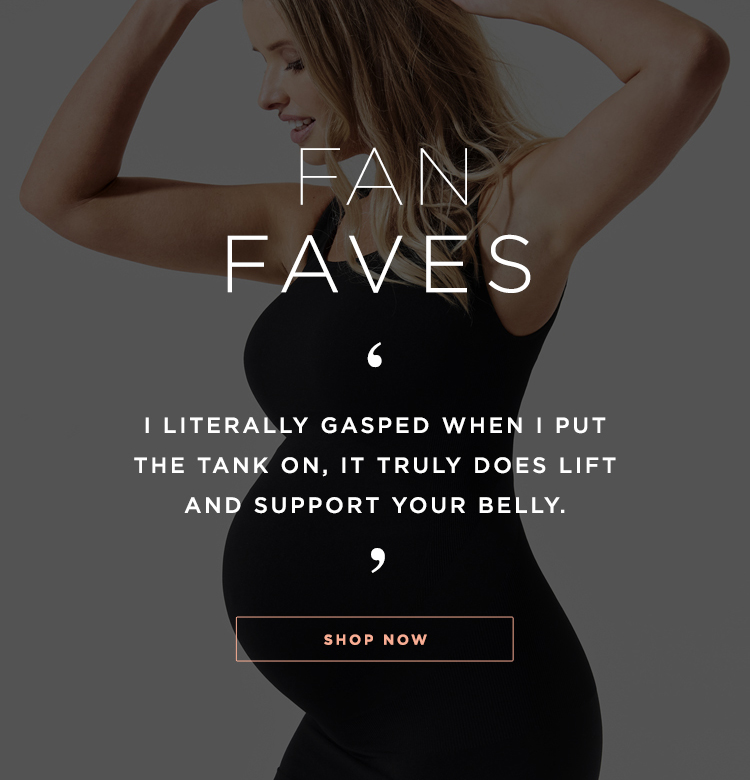 FAN
FAVES
‘
I LITERALLY GASPED WHEN I PUT
THE TANK ON, IT TRULY DOES LIFT
AND SUPPORT YOUR BELLY.
’
SHOP NOW